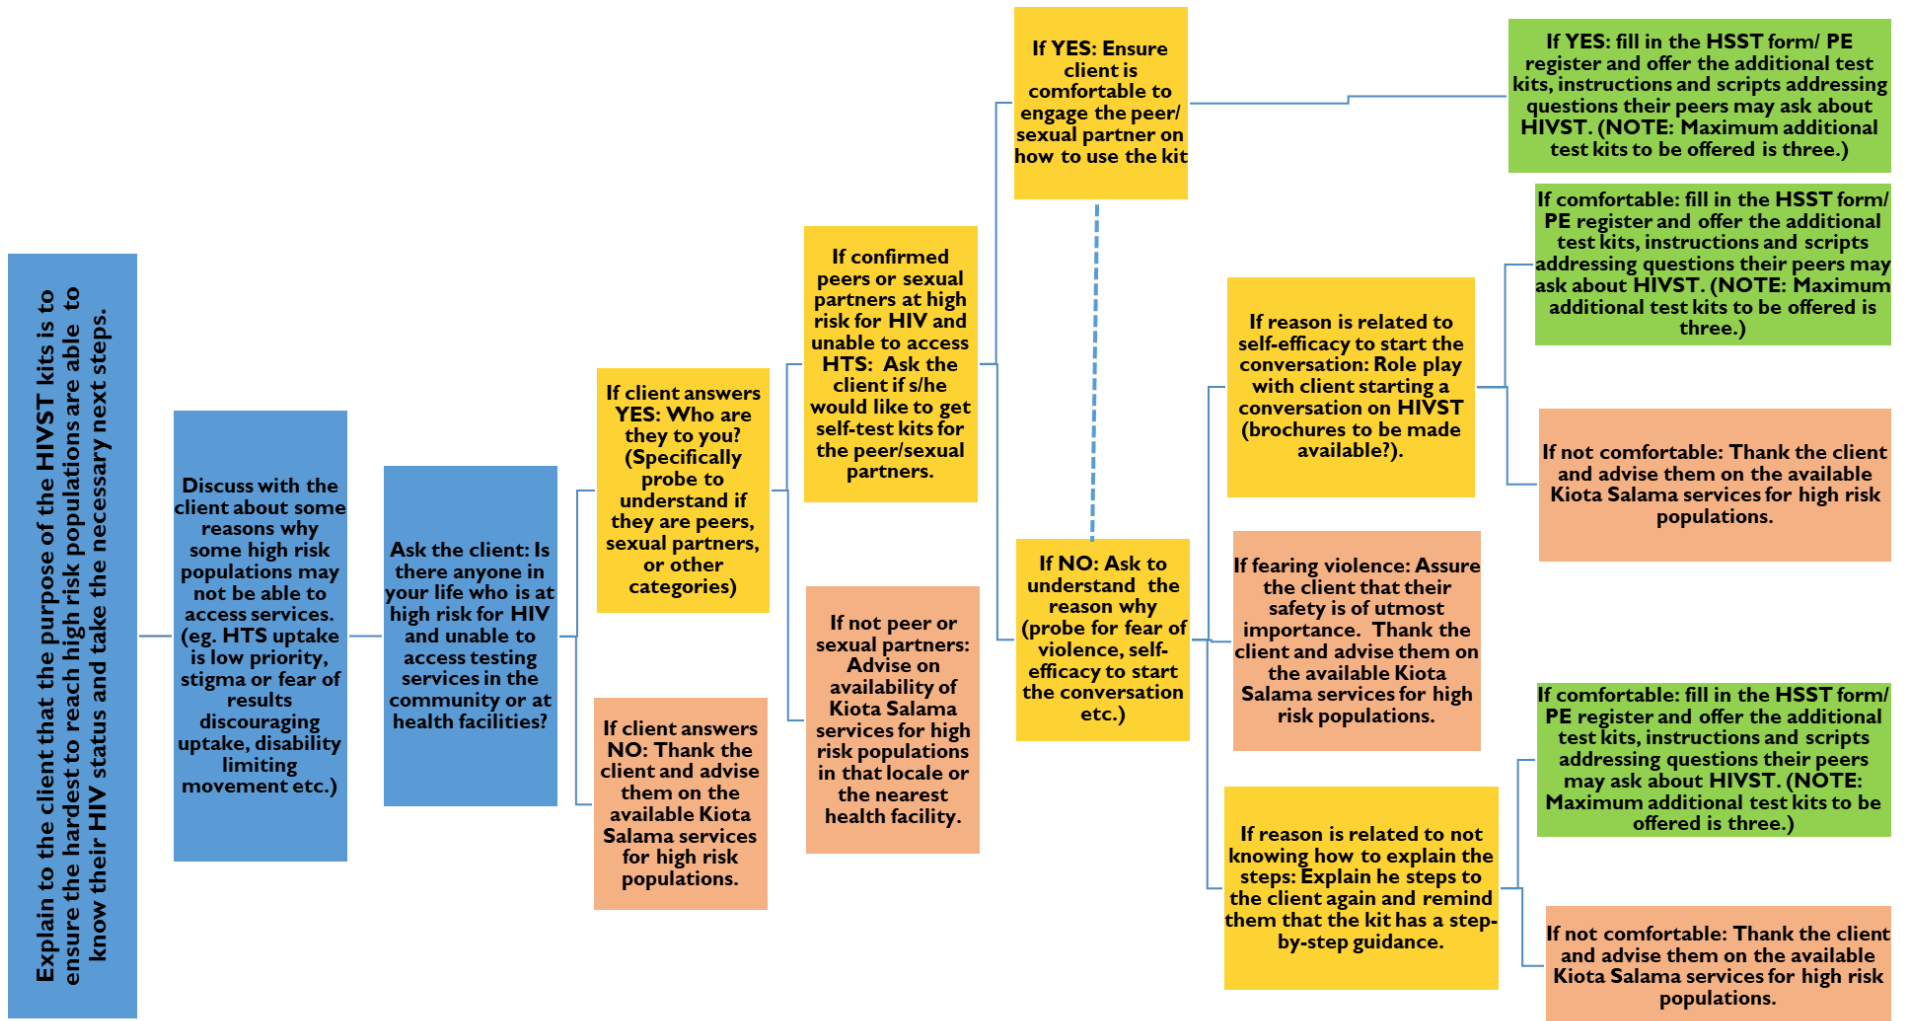 Explain to the client that the purpose of the HIVST kits is to
ensure the hardest to reach high risk populations are able to
know their HIV status and take the necessary next steps.
Discuss with the
client about some
reasons why
some high risk
populations may
not be able to
access services.
(eg. HTS uptake
is low priority,
stigma or fear of
results
discouraging
uptake, disability
limiting
movement etc.)
Ask the client: Is
there anyone in
your life who is at
high risk for HIV
and unable to
access testing
services in the
community or at
health facilities?
If client answers
YES: Who are
they to you?
(Specifically
probe to
understand if
they are peers,
sexual partners,
or other
categories)
If client answers
NO: Thank the
client and advise
them on the
available Kiota
Salama services
for high risk
populations.
If confirmed
peers or sexual
partners at high
risk for HIV and
unable to access
HTS: Ask the
client if s/he
would like to get
self-test kits for
the peer/sexual
partners.
If not peer or
sexual partners:
Advise on
availability of
Kiota Salama
services for high
risk populations
in that locale or
the nearest
health facility.
If YES: Ensure
client is
comfortable to
engage the peer/
sexual partner on
how to use the kit
If NO: Ask to
understand the
reason why
(probe for fear of
violence, self-
efficacy to start
the conversation
etc.)
If reason is related to
self-efficacy to start the
conversation: Role play
with client starting a
conversation on HIVST
(brochures to be made
available?).
If fearing violence: Assure
the client that their
safety is of utmost
importance. Thank the
client and advise them on
the available Kiota
Salama services for high
risk populations.
If reason is related to not
knowing how to explain the
steps: Explain he steps to
the client again and remind
them that the kit has a step-
by-step guidance.
If YES: fill in the HSST form/ PE
register and offer the additional test
kits, instructions and scripts addressing
questions their peers may ask about
HIVST. (NOTE: Maximum additional
test kits to be offered is three.)
If comfortable: fill in the HSST form/
PE register and offer the additional
test kits, instructions and scripts
addressing questions their peers may
ask about HIVST. (NOTE: Maximum
additional test kits to be offered is
three.)
If not comfortable: Thank the client
and advise them on the available
Kiota Salama services for high risk
populations.
If comfortable: fill in the HSST form/
PE register and offer the additional
test kits, instructions and scripts
addressing questions their peers
may ask about HIVST. (NOTE:
Maximum additional test kits to be
offered is three.)
If not comfortable: Thank the client
and advise them on the available
Kiota Salama services for high risk
populations.